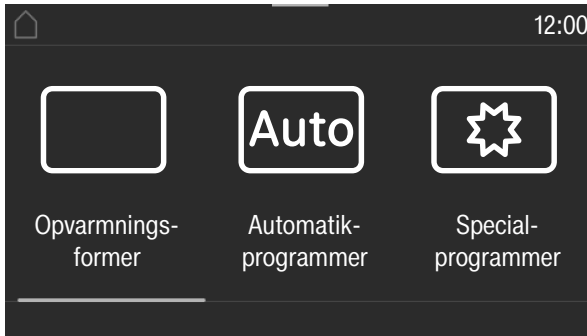 12:00
Auto
Opvarmnings- Automatik- Special-
former programmer programmer